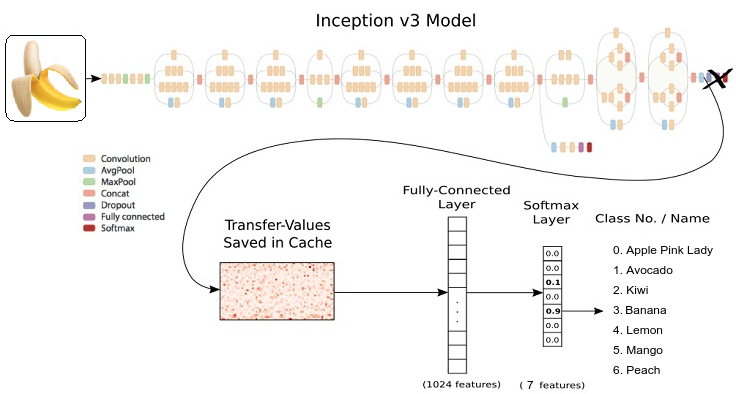 Inception v3 Model
Convolution
AvgPool
MaxPool
Concat
Dropout
Fully connected
Softmax
Transfer-Values
Saved in Cache
Fully-Connected
Layer
(1024 features)
Softmax
Layer
0.0
0.0
0.1
0.0
0.9
0.0
0.0
( 7 features)
Class No. / Name
0. Apple Pink Lady
1. Avocado
2. Kiwi
3. Banana
4. Lemon
5. Mango
6. Peach